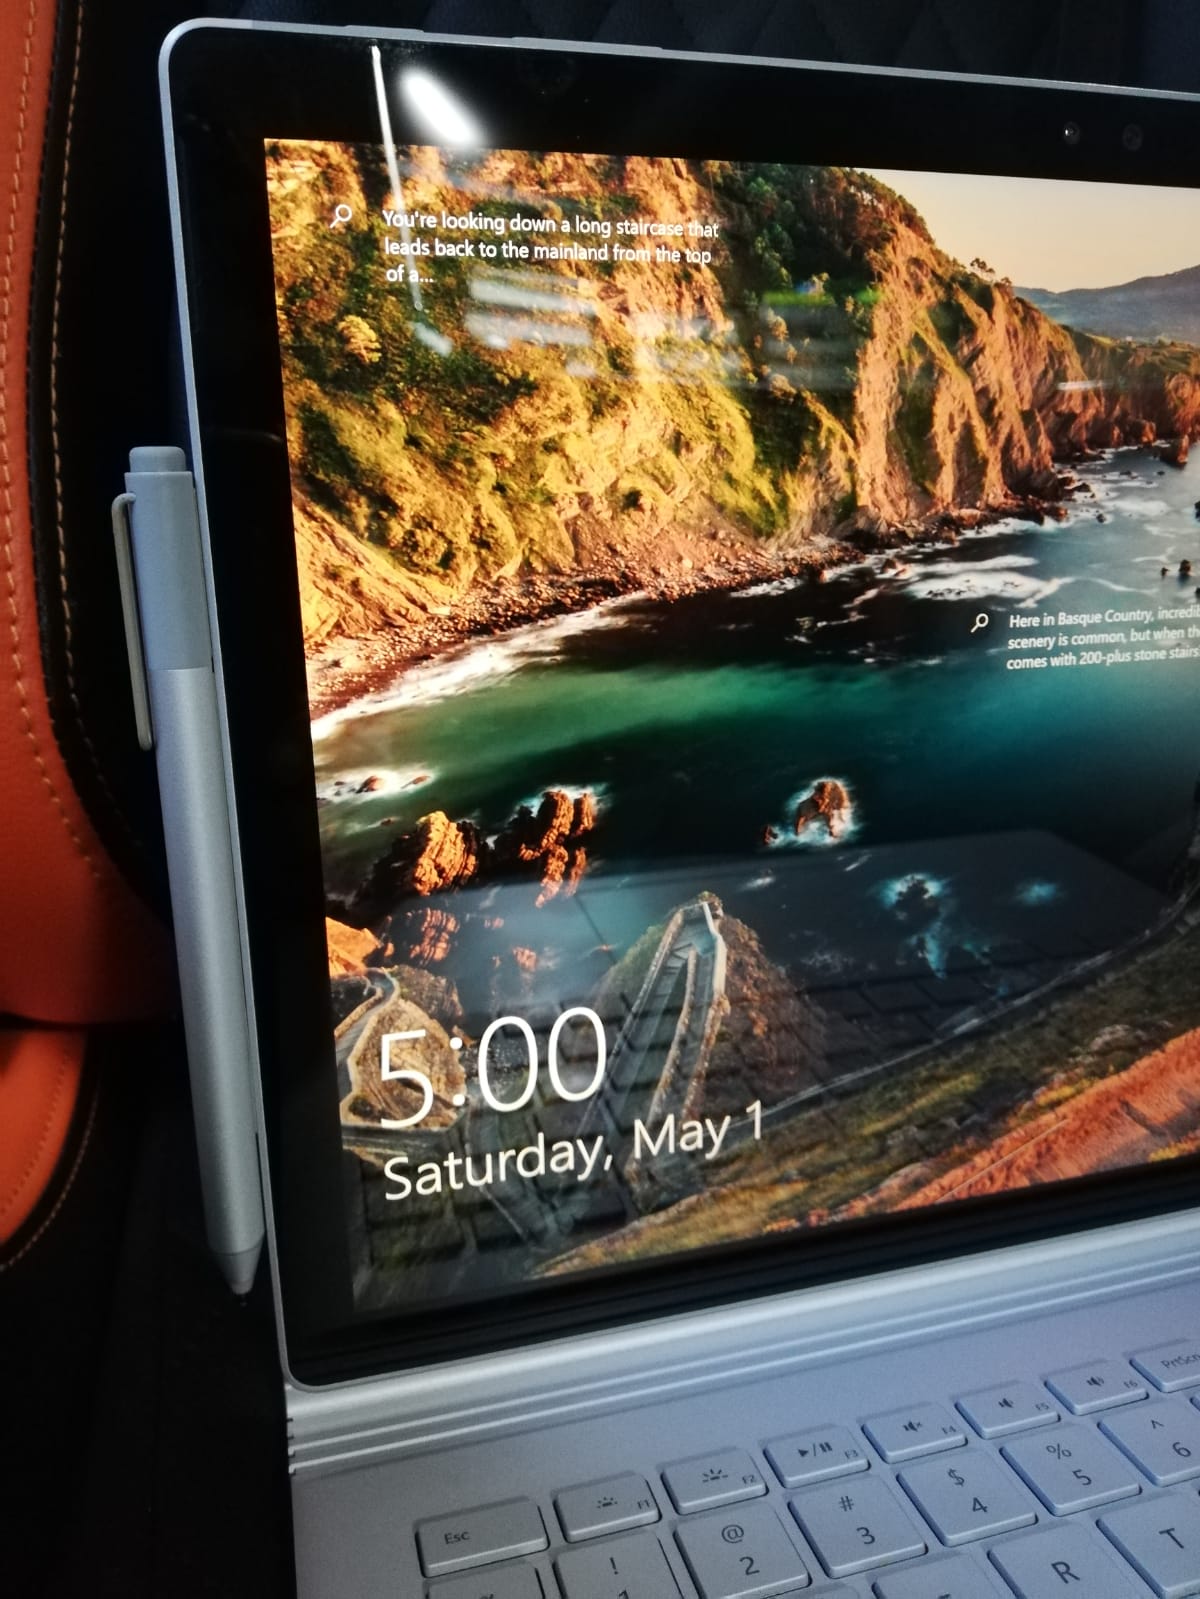 You're looking down a long staircase that
leads back to the mainland from the top
of a...
Here in Basque Country,
scenery is common, but when
comes with 200-plus stone stairs
5:00
Saturday, May 1
PrtScn
F6
F5
F4
F3
F2
F1
Esc
^
6
%
5
$
4
#
3
@
2
!
1
T
R